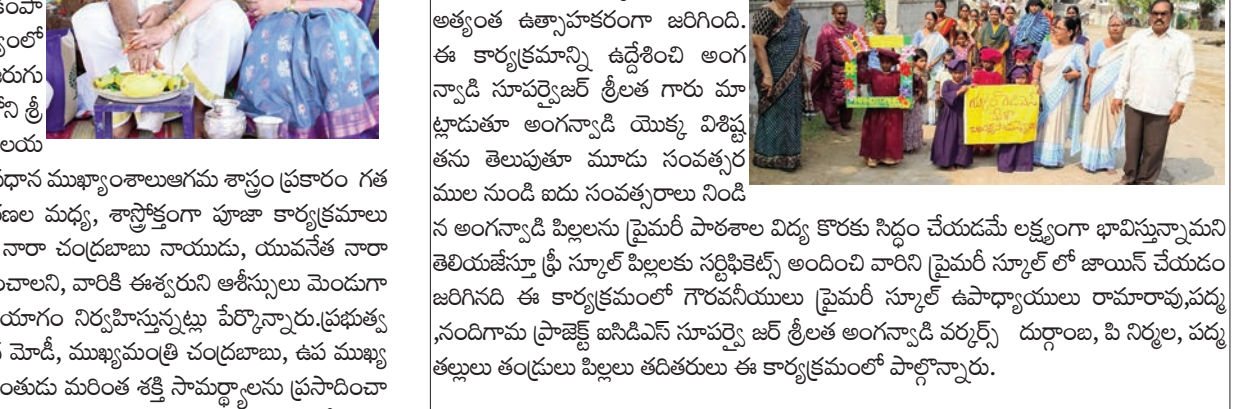 కంపా
ంలో
రుగు
ోని శ్రీ
లయ
ధాన ముఖ్యాంశాలుఆగమ శాస్త్రం ప్రకారం గత
ణల మధ్య, శాస్త్రోక్తంగా పూజా కార్యక్రమాలు
నారా చంద్రబాబు నాయుడు, యువనేత నారా
ంచాలని, వారికి ఈశ్వరుని ఆశీస్సులు మెండుగా
యాగం నిర్వహిస్తున్నట్లు పేర్కొన్నారు.ప్రభుత్వ
మోడీ, ముఖ్యమంత్రి చంద్రబాబు, ఉప ముఖ్య
ంతుడు మరింత శక్తి సామర్థ్యాలను ప్రసాదించా
అత్యంత ఉత్సాహకరంగా జరిగింది.
ఈ కార్యక్రమాన్ని ఉద్దేశించి అంగ
న్వాడి సూపర్వైజర్ శ్రీలత గారు మా
ట్లాడుతూ అంగన్వాడి యొక్క విశిష్ట
తను తెలుపుతూ మూడు సంవత్సర
ముల నుండి ఐదు సంవత్సరాలు నిండి
న అంగన్వాడి పిల్లలను ప్రైమరీ పాఠశాల విద్య కొరకు సిద్ధం చేయడమే లక్ష్యంగా భావిస్తున్నామని
తెలియజేస్తూ ఫ్రీ స్కూల్ పిల్లలకు సర్టిఫికెట్స్ అందించి వారిని ప్రైమరీ స్కూల్ లో జాయిన్ చేయడం
జరిగినది ఈ కార్యక్రమంలో గౌరవనీయులు ప్రైమరీ స్కూల్ ఉపాధ్యాయులు రామారావు,పద్మ
,నందిగామ ప్రాజెక్ట్ ఐసిడిఎస్ సూపర్వై జర్ శ్రీలత అంగన్వాడి వర్కర్స్ దుర్గాంబ, పి నిర్మల, పద్మ
తల్లులు తండ్రులు పిల్లలు తదితరులు ఈ కార్యక్రమంలో పాల్గొన్నారు.